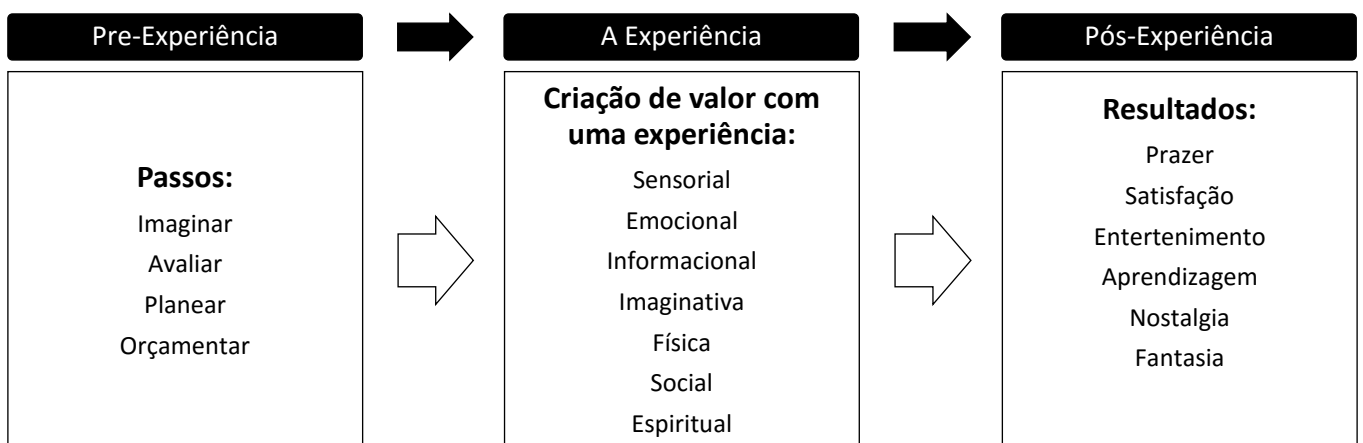 Pre-Experiência
A Experiência
Pós-Experiência
Passos:
Imaginar
Avaliar
Planear
Orçamentar
Criação de valor com
uma experiência:
Sensorial
Emocional
Informacional
Imaginativa
Física
Social
Espiritual
Resultados:
Prazer
Satisfação
Entertenimento
Aprendizagem
Nostalgia
Fantasia